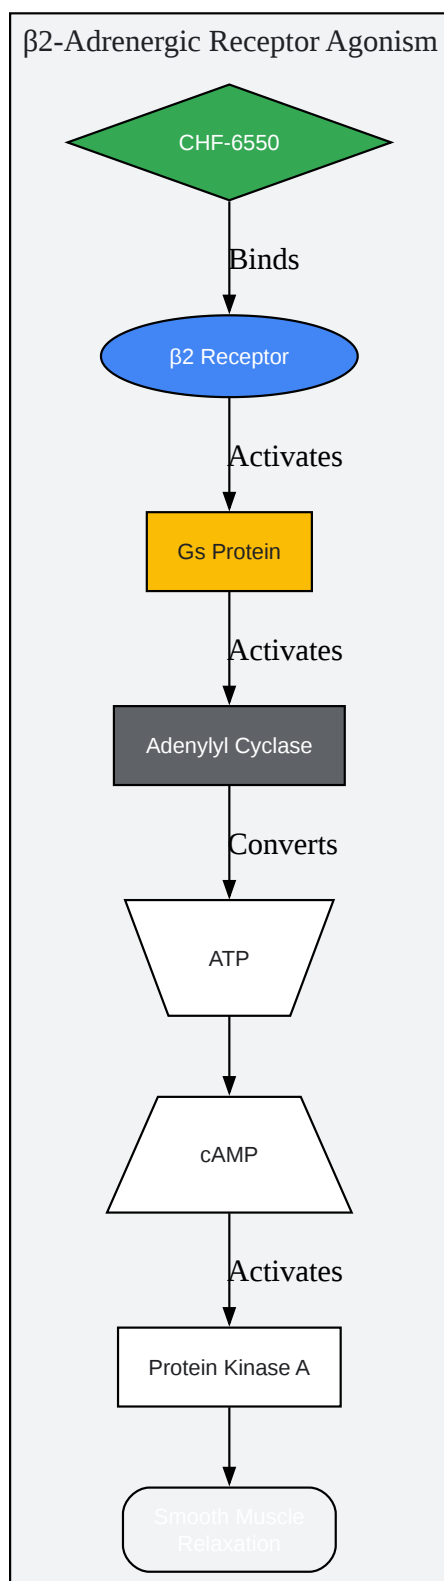 β2-Adrenergic Receptor Agonism
CHF-6550
Binds
β2 Receptor
Activates
Gs Protein
Activates
Adenylyl Cyclase
Converts
ATP
cAMP
Activates
Protein Kinase A
Smooth Muscle
Relaxation